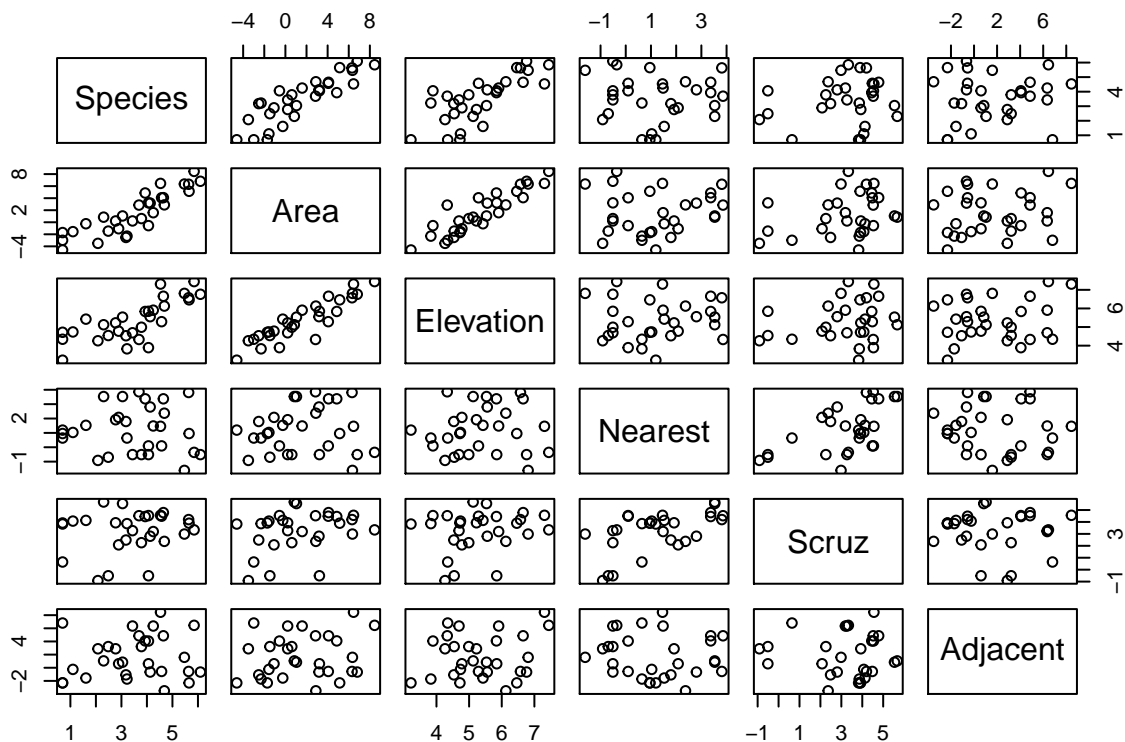 −4 0 4 8 −1 1 3 −2 2 6
Species 1 4
−4 2 8 Area
Elevation 4 6
−1 2 Nearest
Scruz −1 3
−2 4 Adjacent
1 3 5 4 5 6 7 −1 1 3 5